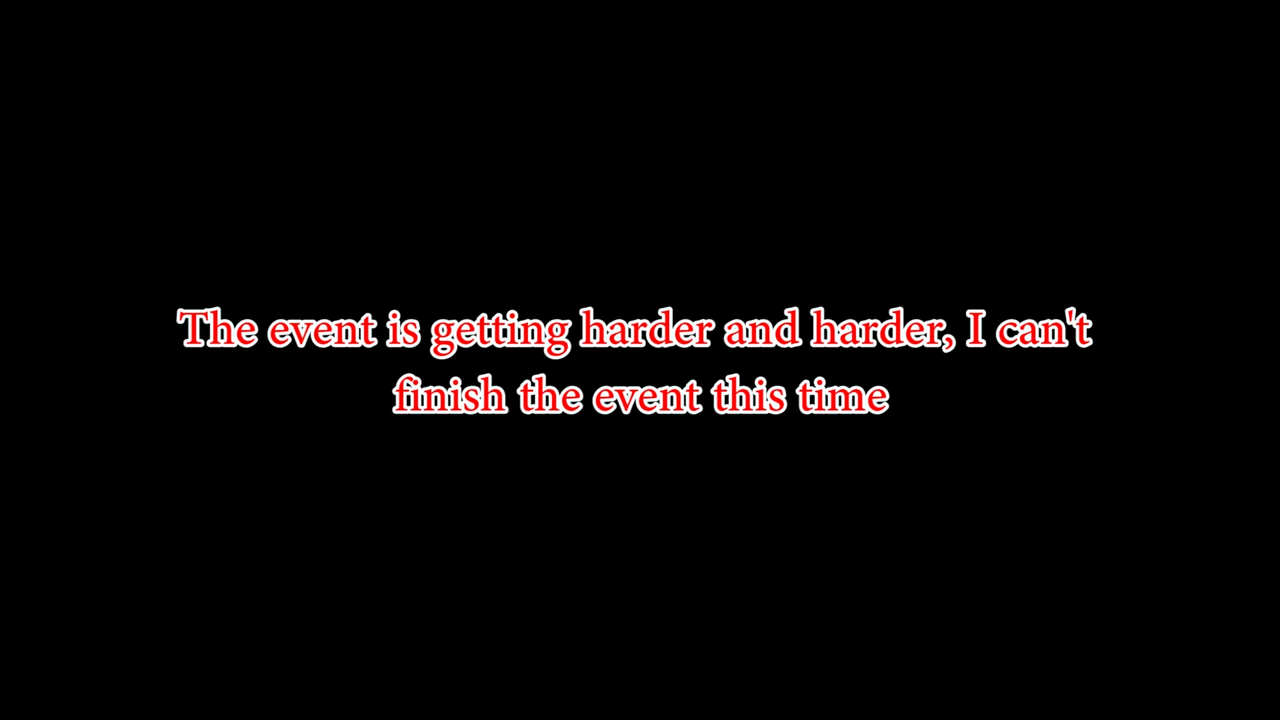 The event is getting harder and harder, I can't
finish the event this time